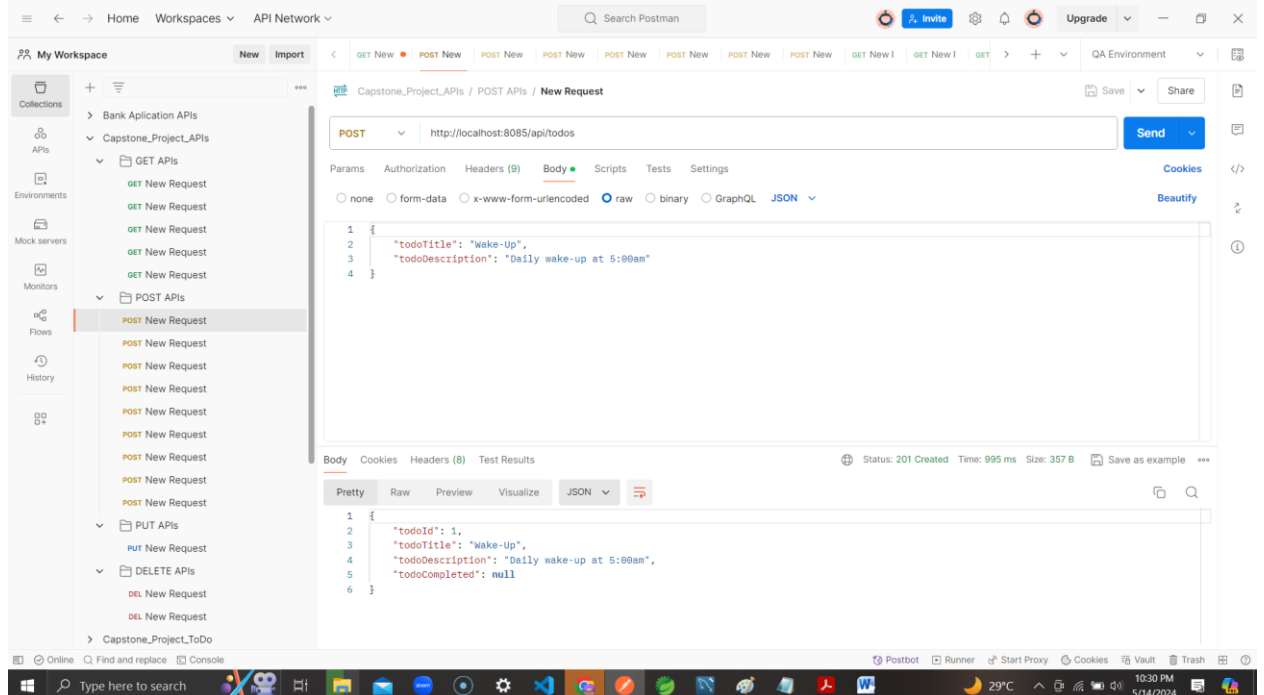 Home Workspaces API Network Search Postman Invite Upgrade
My Workspace New Import GET New POST New POST New POST New POST New POST New POST New POST New GET New I GET New I GET QA Environment
Collections
APIs
Environments
Mock servers
Monitors
Flows
History
Bank Aplication APIs
Capstone_Project_APIs
GET APIs
GET New Request
GET New Request
GET New Request
GET New Request
GET New Request
POST APIs
POST New Request
POST New Request
POST New Request
POST New Request
POST New Request
POST New Request
POST New Request
POST New Request
POST New Request
PUT APIs
PUT New Request
DELETE APIs
DEL New Request
DEL New Request
Capstone_Project_ToDo
HTTP Capstone_Project_APIs / POST APIs / New Request Save Share
POST http://localhost:8085/api/todos Send
Params Authorization Headers (9) Body Scripts Tests Settings Cookies
none form-data x-www-form-urlencoded raw binary GraphQL JSON Beautify
1 {
2 "todoTitle": "Wake-Up",
3 "todoDescription": "Daily wake-up at 5:00am"
4 }
Body Cookies Headers (8) Test Results Status: 201 Created Time: 995 ms Size: 357 B Save as example
Pretty Raw Preview Visualize JSON
1 {
2 "todoId": 1,
3 "todoTitle": "Wake-Up",
4 "todoDescription": "Daily wake-up at 5:00am",
5 "todoCompleted": null
6 }
Online Find and replace Console Postbot Runner Start Proxy Cookies Vault Trash
Type here to search zoom 29°C 10:30 PM
5/14/2024